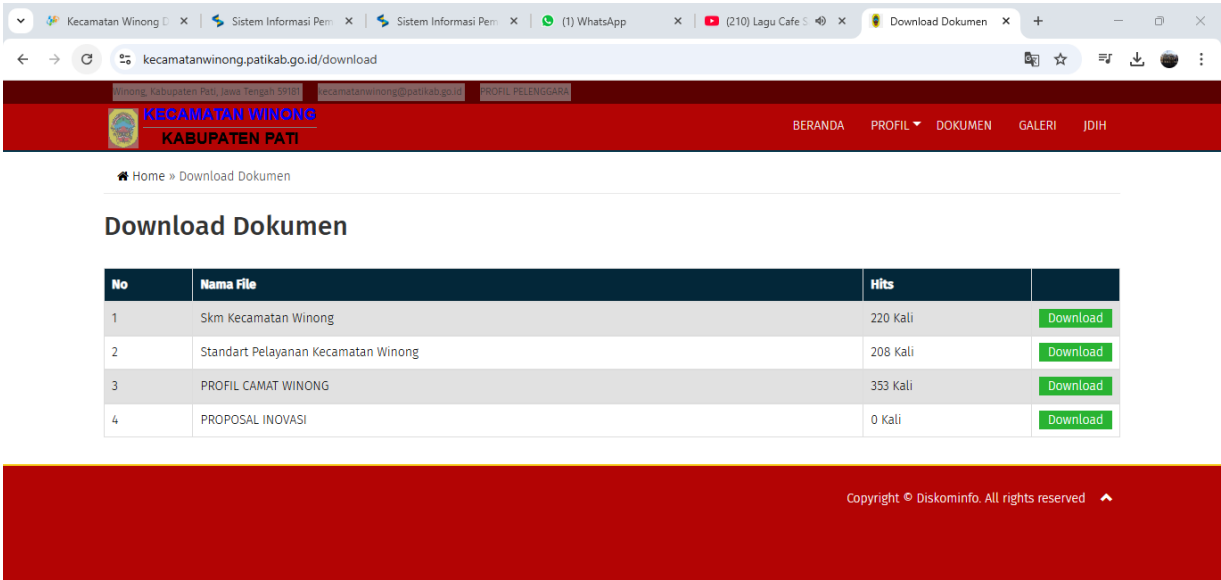 Kecamatan Winong D
Sistem Informasi Pem
Sistem Informasi Pem
(1) WhatsApp
(210) Lagu Cafe S
Download Dokumen
kecamatanwinong.patikab.go.id/download
Winong, Kabupaten Pati, Jawa Tengah 59181 kecamatanwinong@patikab.go.id PROFIL PELENGGARA
KECAMATAN WINONG
KABUPATEN PATI
BERANDA PROFIL DOKUMEN GALERI JDIH
Home » Download Dokumen
Download Dokumen
No Nama File Hits
1 Skm Kecamatan Winong 220 Kali Download
2 Standart Pelayanan Kecamatan Winong 208 Kali Download
3 PROFIL CAMAT WINONG 353 Kali Download
4 PROPOSAL INOVASI 0 Kali Download
Copyright © Diskominfo. All rights reserved